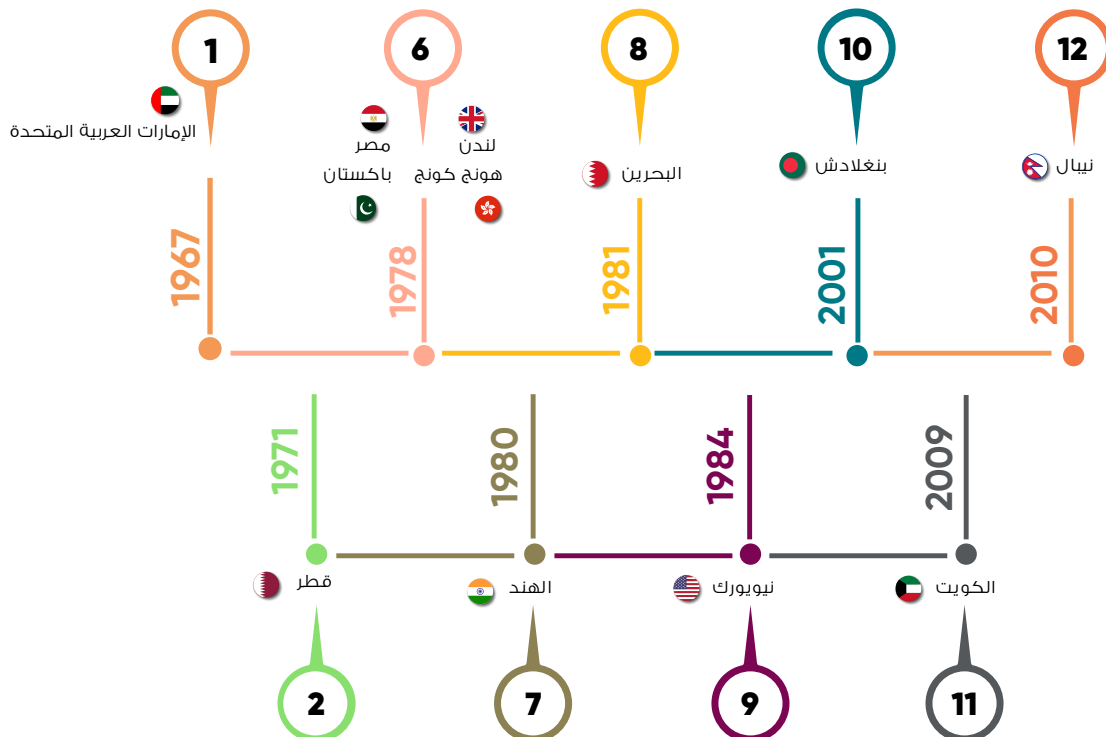 1
6
8
10
12
الإمارات العربية المتحدة
مصر
لندن
باكستان
هونج كونج
البحرين
بنغلادش
نيبال
1967
1978
1981
2001
2010
1971
1980
1984
2009
قطر
الهند
نيويورك
الكويت
2
7
9
11